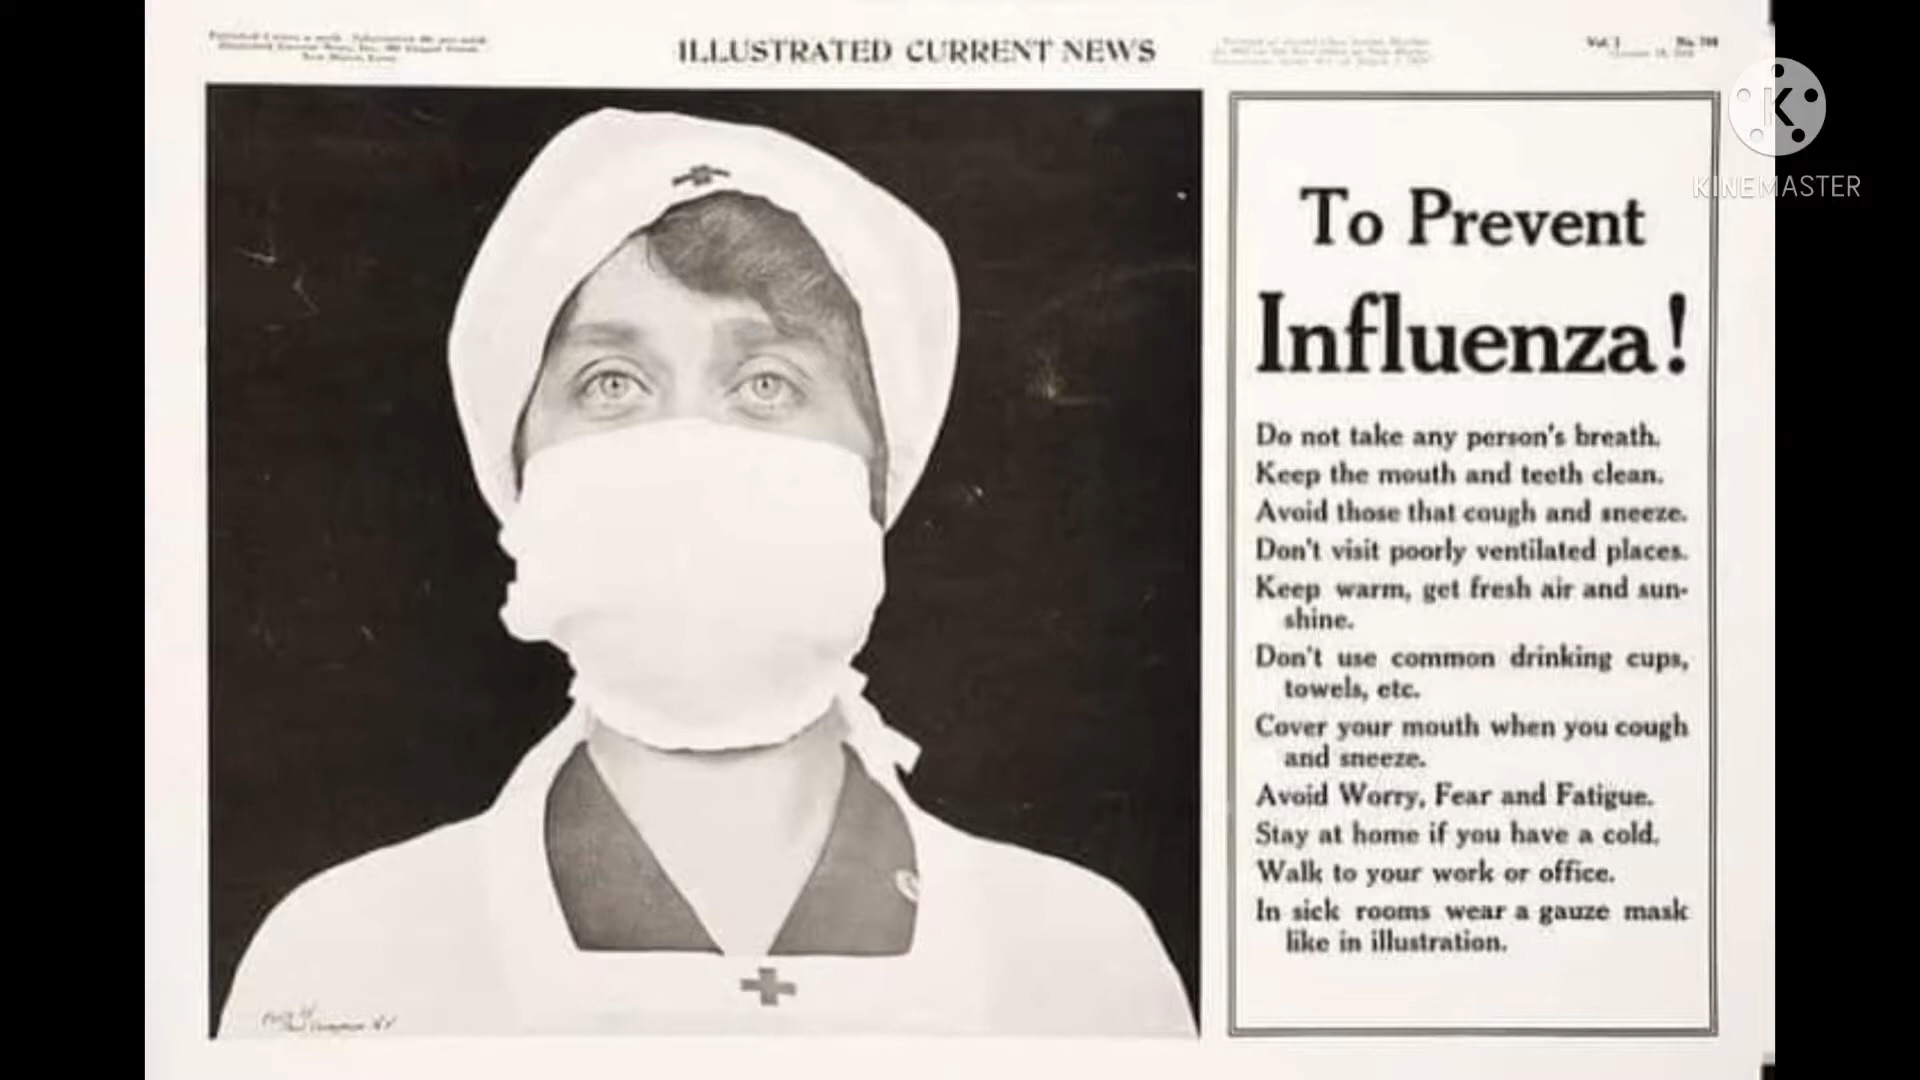 ILLUSTRATED CURRENT NEWS
Vol. 1
K
KINEMASTER
To Prevent
Influenza!
Do not take any person's breath.
Keep the mouth and teeth clean.
Avoid those that cough and sneeze.
Don't visit poorly ventilated places.
Keep warm, get fresh air and sun-
shine.
Don't use common drinking cups,
towels, etc.
Cover your mouth when you cough
and sneeze.
Avoid Worry, Fear and Fatigue.
Stay at home if you have a cold.
Walk to your work or office.
In sick rooms wear a gauze mask
like in illustration.